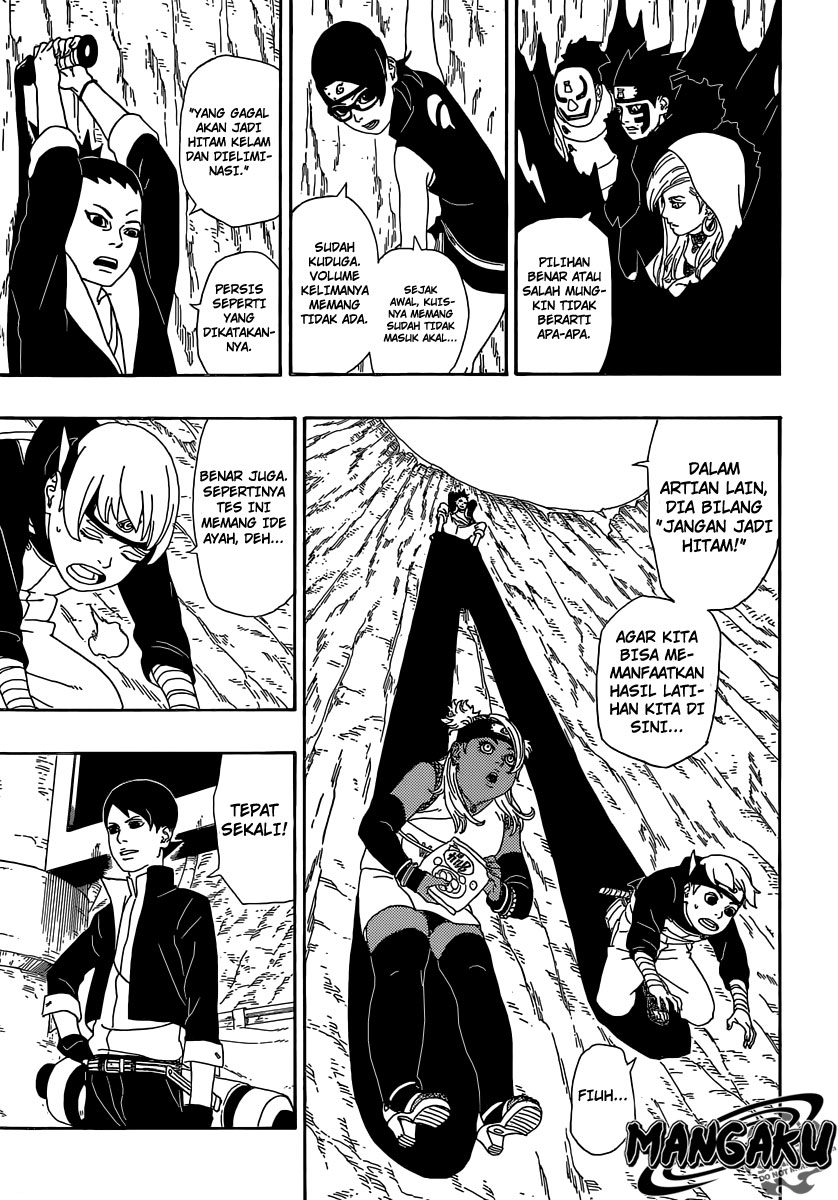 PILIHAN
BENAR ATAU
SALAH MUNG-
KIN TIDAK
BERARTI
APA-APA.
SEJAK
AWAL, KUIS-
NYA MEMANG
SUDAH TIDAK
MASUK AKAL...
SUDAH
KUDUGA.
VOLUME
KELIMANYA
MEMANG
TIDAK ADA.
"YANG GAGAL
AKAN JADI
HITAM KELAM
DAN DIELIMI-
NASI."
PERSIS
SEPERTI
YANG
DIKATAKAN-
NYA.
DALAM
ARTIAN LAIN,
DIA BILANG
"JANGAN JADI
HITAM!"
AGAR KITA
BISA ME-
MANFAATKAN
HASIL LATI-
HAN KITA DI
SINI...
FIUH...
BENAR JUGA.
SEPERTINYA
TES INI
MEMANG IDE
AYAH, DEH...
TEPAT
SEKALI!
MANGAKU